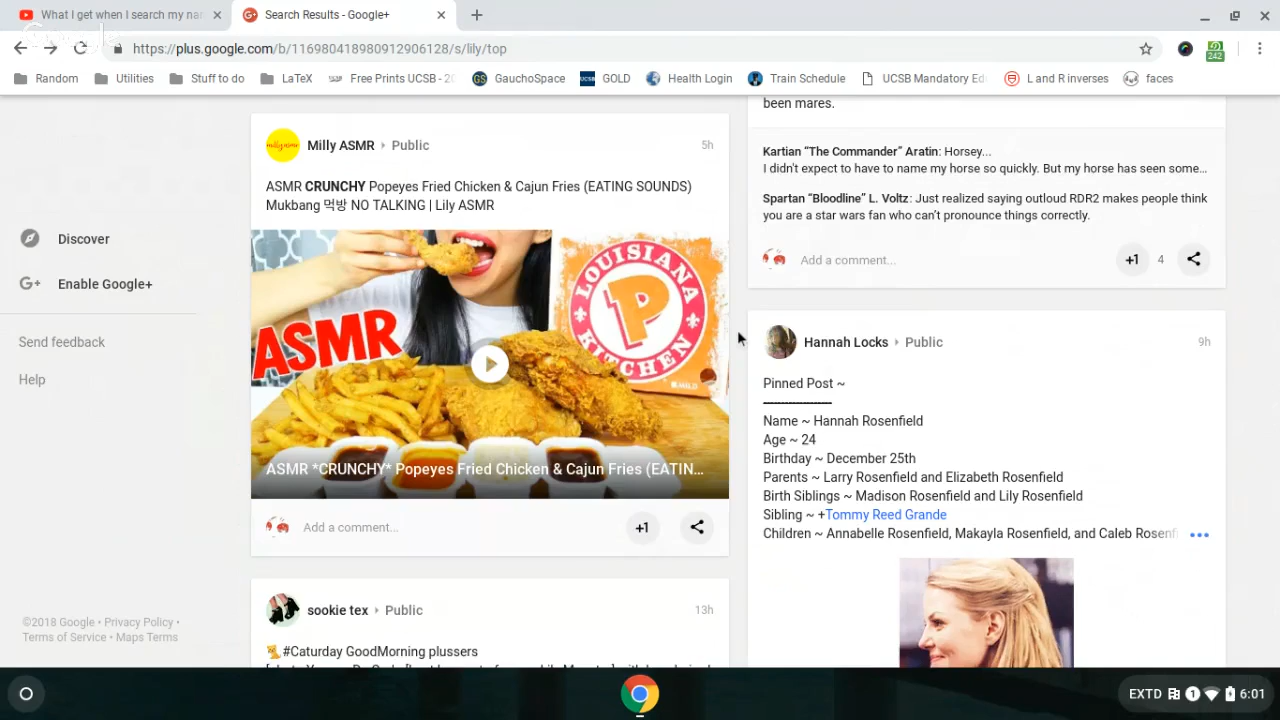 What I get when I search my na
Search Results - Google+
Google
https://plus.google.com/b/116980418980912906128/s/lily/top
242
Random
Utilities
Stuff to do
LaTeX
Free Prints UCSB - 20
GauchoSpace
GOLD
Health Login
Train Schedule
UCSB Mandatory Ed
L and R inverses
faces
Discover
Enable Google+
Send feedback
Help
©2018 Google • Privacy Policy •
Terms of Service • Maps Terms
Milly ASMR Public
5h
ASMR CRUNCHY Popeyes Fried Chicken & Cajun Fries (EATING SOUNDS)
Mukbang 먹방 NO TALKING | Lily ASMR
ASMR
LOUISIANA
P
KITCHEN
MILD
ASMR *CRUNCHY* Popeyes Fried Chicken & Cajun Fries (EATIN...
Add a comment...
+1
sookie tex Public
13h
#Caturday GoodMorning plussers
been mares.
Kartian “The Commander” Aratin: Horsey...
I didn't expect to have to name my horse so quickly. But my horse has seen some...
Spartan “Bloodline” L. Voltz: Just realized saying outloud RDR2 makes people think
you are a star wars fan who can’t pronounce things correctly.
Add a comment...
+1
4
Hannah Locks Public
9h
Pinned Post ~
-------------------
Name ~ Hannah Rosenfield
Age ~ 24
Birthday ~ December 25th
Parents ~ Larry Rosenfield and Elizabeth Rosenfield
Birth Siblings ~ Madison Rosenfield and Lily Rosenfield
Sibling ~ +Tommy Reed Grande
Children ~ Annabelle Rosenfield, Makayla Rosenfield, and Caleb Rosenfi
EXTD
1
6:01